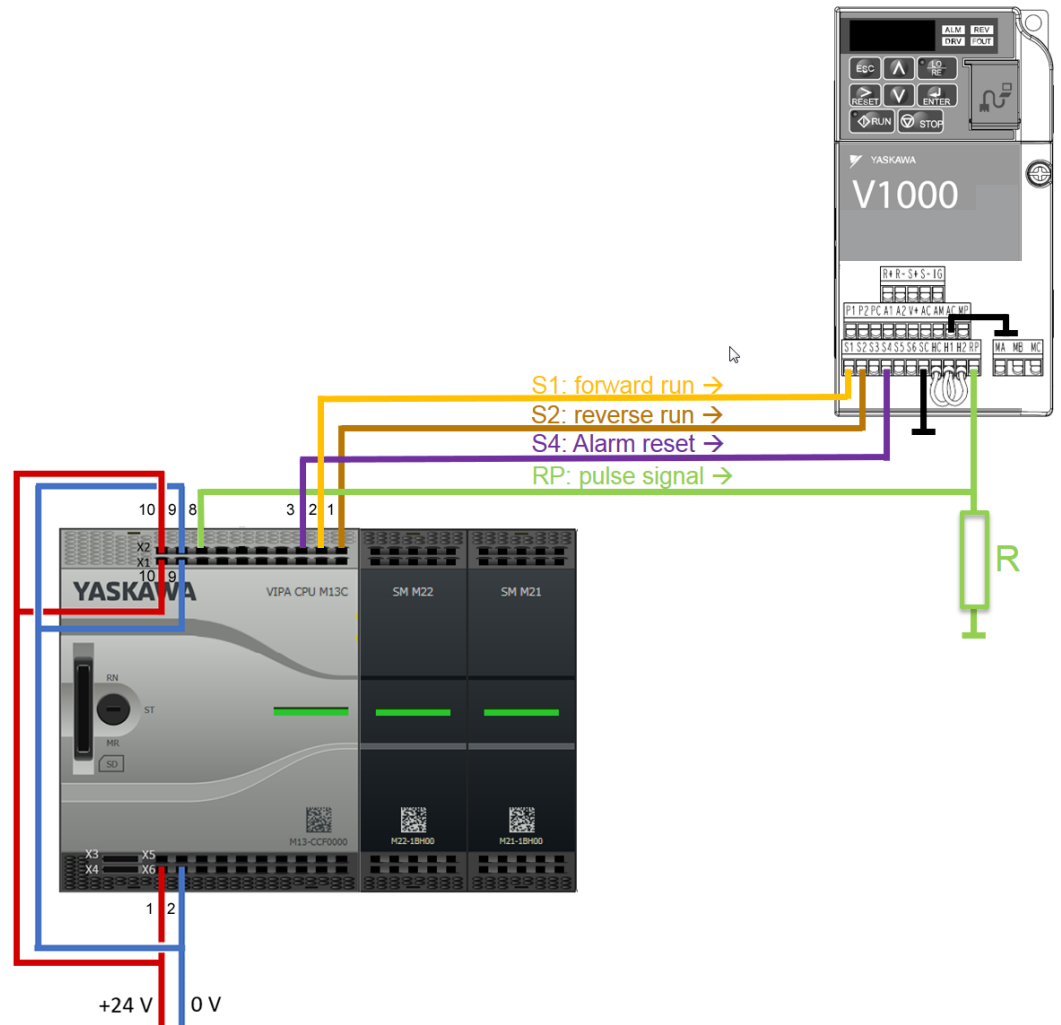 ALM REV
DRV FOUT
ESC LO RE
RESET ENTER
RUN STOP
YASKAWA
V1000
R+ R- S+ S- IG
P1 P2 PC A1 A2 V+ AC AM AC MP
S1 S2 S3 S4 S5 S6 SC HC H1 H2 RP MA MB MC
S1: forward run →
S2: reverse run →
S4: Alarm reset →
RP: pulse signal →
10 9 8 3 2 1
X2
X1
10 9
YASKAWA VIPA CPU M13C SM M22 SM M21
R
RN
ST
MR
SD
M13-CCF0000 M22-1BH00 M21-1BH00
X3 X5
X4 X6
1 2
+24 V 0 V